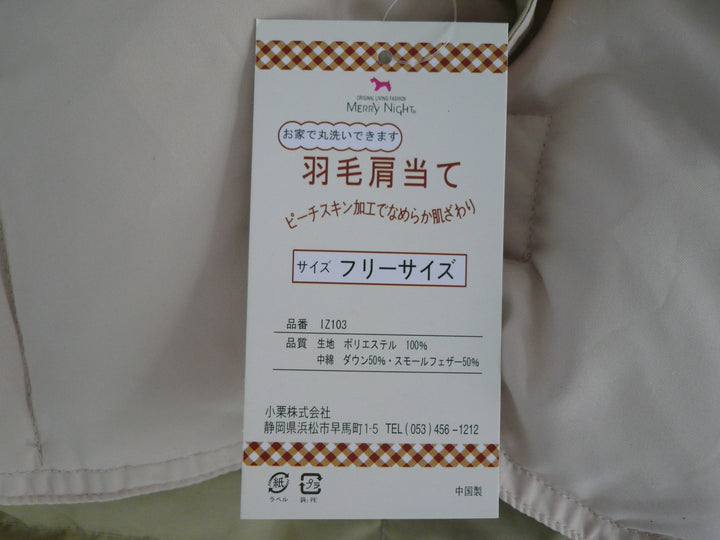 ORIGINAL LIVING FASHION
MERRY NIGHT®
お家で丸洗いできます
羽毛肩当て
ピーチスキン加工でなめらか肌ざわり
サイズ フリーサイズ
品番 IZ103
品質 生地 ポリエステル 100%
中綿 ダウン50%・スモールフェザー50%
小栗株式会社
静岡県浜松市早馬町1-5 TEL(053)456-1212
紙 プラ
ラベル 袋:PE
中国製